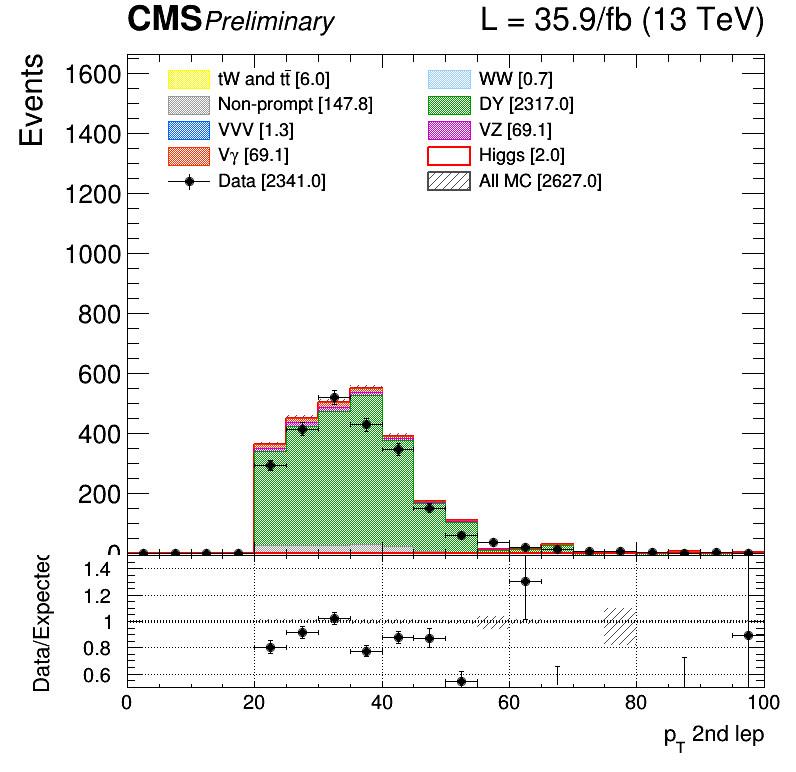 CMS Preliminary L = 35.9/fb (13 TeV)
Events
1600
1400
1200
1000
800
600
400
200
0
tW and tt̄ [6.0]
WW [0.7]
Non-prompt [147.8]
DY [2317.0]
VVV [1.3]
VZ [69.1]
Vγ [69.1]
Higgs [2.0]
Data [2341.0]
All MC [2627.0]
Data/Expected
1.4
1.2
1
0.8
0.6
0 20 40 60 80 100
p_T 2nd lep